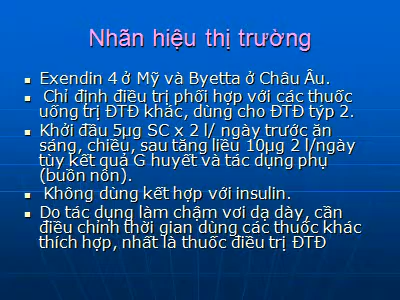 Nhãn hiệu thị trường
Exendin 4 ở Mỹ và Byetta ở Châu Âu.
Chỉ định điều trị phối hợp với các thuốc
uống trị ĐTĐ khác, dùng cho ĐTĐ týp 2.
Khởi đầu 5µg SC x 2 l/ ngày trước ăn
sáng, chiều, sau tăng liều 10µg 2 l/ngày
tùy kết quả G huyết và tác dụng phụ
(buồn nôn).
Không dùng kết hợp với insulin.
Do tác dụng làm chậm vơi dạ dày, cần
điều chỉnh thời gian dùng các thuốc khác
thích hợp, nhất là thuốc điều trị ĐTĐ